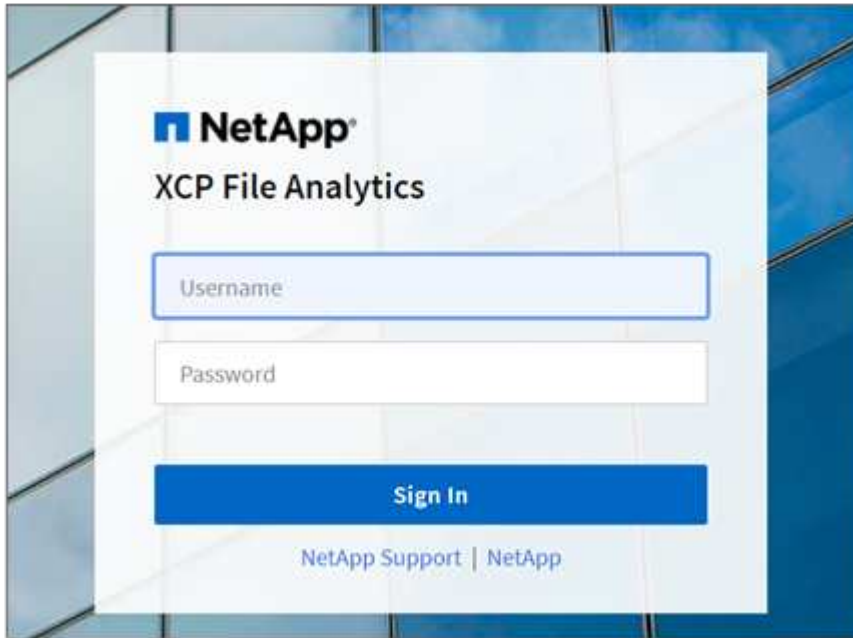 NetApp
XCP File Analytics
Username
Password
Sign In
NetApp Support | NetApp